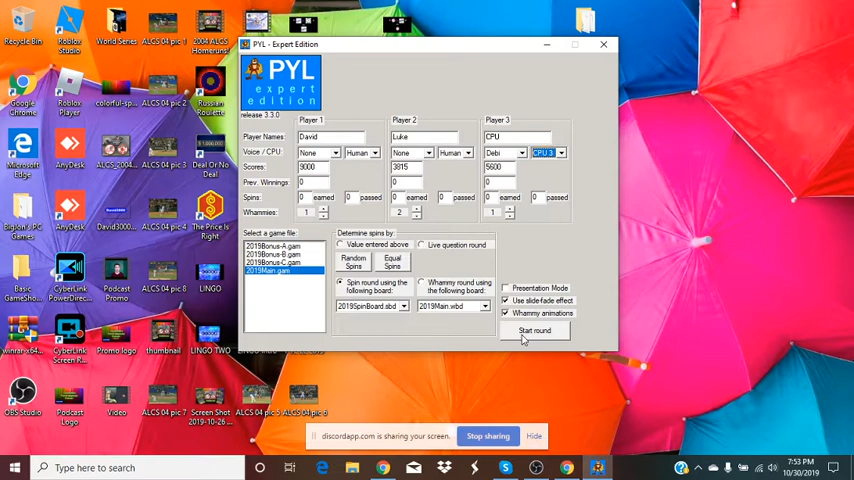 Recycle Bin
Roblox Studio
World Series
ALCS pic 1
2004 ALCS Homeruns...
Google Chrome
Roblox Player
colorful-sp...
ALCS pic 2
Russian Roulette
Microsoft Edge
AnyDesk
ALCS_2004...
ALCS pic 3
Deal Or No Deal
BigJon's PC Games
AnyDesk
David3000...
ALCS pic 4
The Price Is Right
Basic GameSho...
CyberLink PowerDirec...
Podcast Promo
ALCS pic 8
LINGO
winrar-x64...
CyberLink Screen R...
Promo logo
thumbnail
LINGO TWO
OBS Studio
Podcast Logo
Video
ALCS pic 7
Screen Shot 2019-10-26 ...
ALCS pic 5
ALCS pic 6
PYL - Expert Edition
PYL
expert
edition
release 3.3.0
Player 1
Player 2
Player 3
Player Names:
David
Luke
CPU
Voice / CPU:
None
Human
None
Human
Debi
CPU 3
Scores:
9000
3815
5600
Prev. Winnings:
0
0
0
Spins:
0 earned
0 passed
0 earned
0 passed
0 earned
0 passed
Whammies:
1
2
1
Select a game file:
2019Bonus-A.gam
2019Bonus-B.gam
2019Bonus-C.gam
2019Main.gam
Determine spins by:
Value entered above
Live question round
Random Spins
Equal Spins
Spin round using the following board:
Whammy round using the following board:
2019SpinBoard.sbd
2019Main.wbd
Presentation Mode
Use slide-fade effect
Whammy animations
Start round
discordapp.com is sharing your screen.
Stop sharing
Hide
Type here to search
7:53 PM
10/30/2019